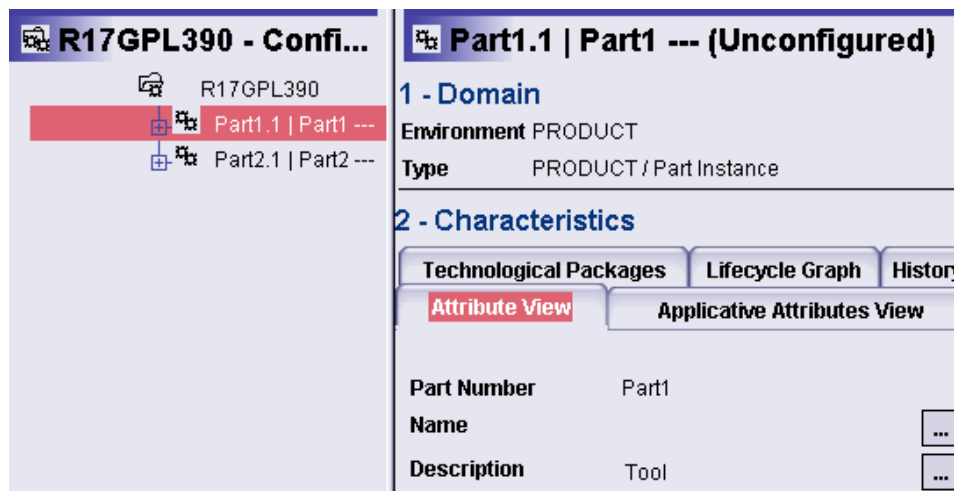 R17GPL390 - Confi...
R17GPL390
Part1.1 | Part1 ---
Part2.1 | Part2 ---
Part1.1 | Part1 --- (Unconfigured)
1 - Domain
Environment PRODUCT
Type PRODUCT / Part Instance
2 - Characteristics
Technological Packages Lifecycle Graph History
Attribute View Applicative Attributes View
Part Number Part1
Name ...
Description Tool ...